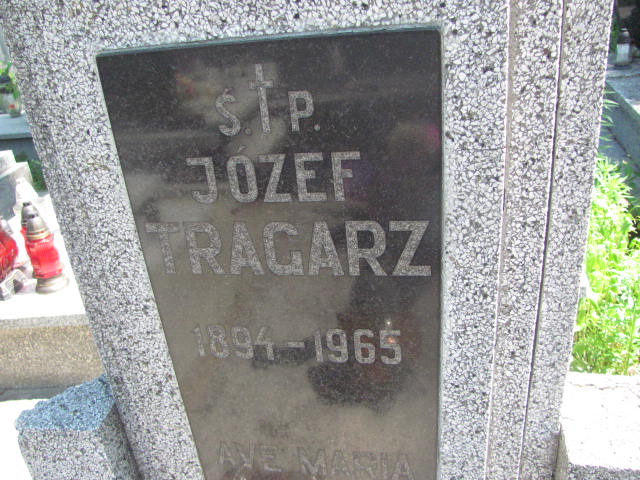 Ś.†P.
JÓZEF
TRAGARZ
1894-1965
AVE MARIA